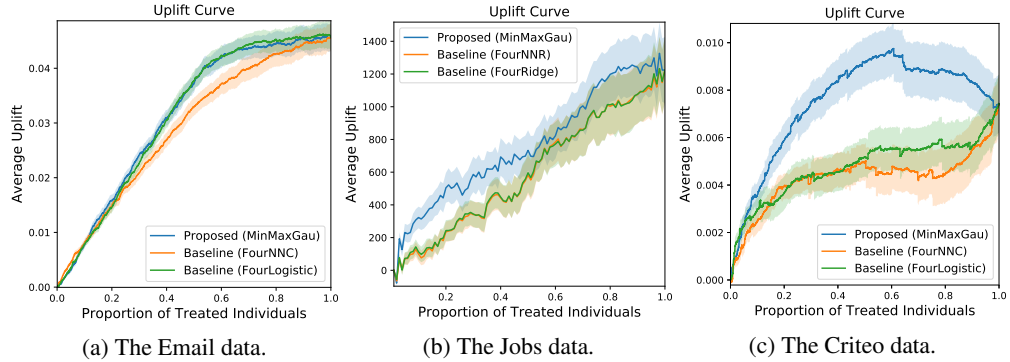 Uplift Curve
Average Uplift
0.04
0.03
0.02
0.01
0.00
Proposed (MinMaxGau)
Baseline (FourNNC)
Baseline (FourLogistic)
0.0 0.2 0.4 0.6 0.8 1.0
Proportion of Treated Individuals
(a) The Email data.
Uplift Curve
Average Uplift
1400
1200
1000
800
600
400
200
0
Proposed (MinMaxGau)
Baseline (FourNNR)
Baseline (FourRidge)
0.2 0.4 0.6 0.8 1.0
Proportion of Treated Individuals
(b) The Jobs data.
Uplift Curve
Average Uplift
0.010
0.008
0.006
0.004
0.002
0.000
Proposed (MinMaxGau)
Baseline (FourNNC)
Baseline (FourLogistic)
0.0 0.2 0.4 0.6 0.8 1.0
Proportion of Treated Individuals
(c) The Criteo data.